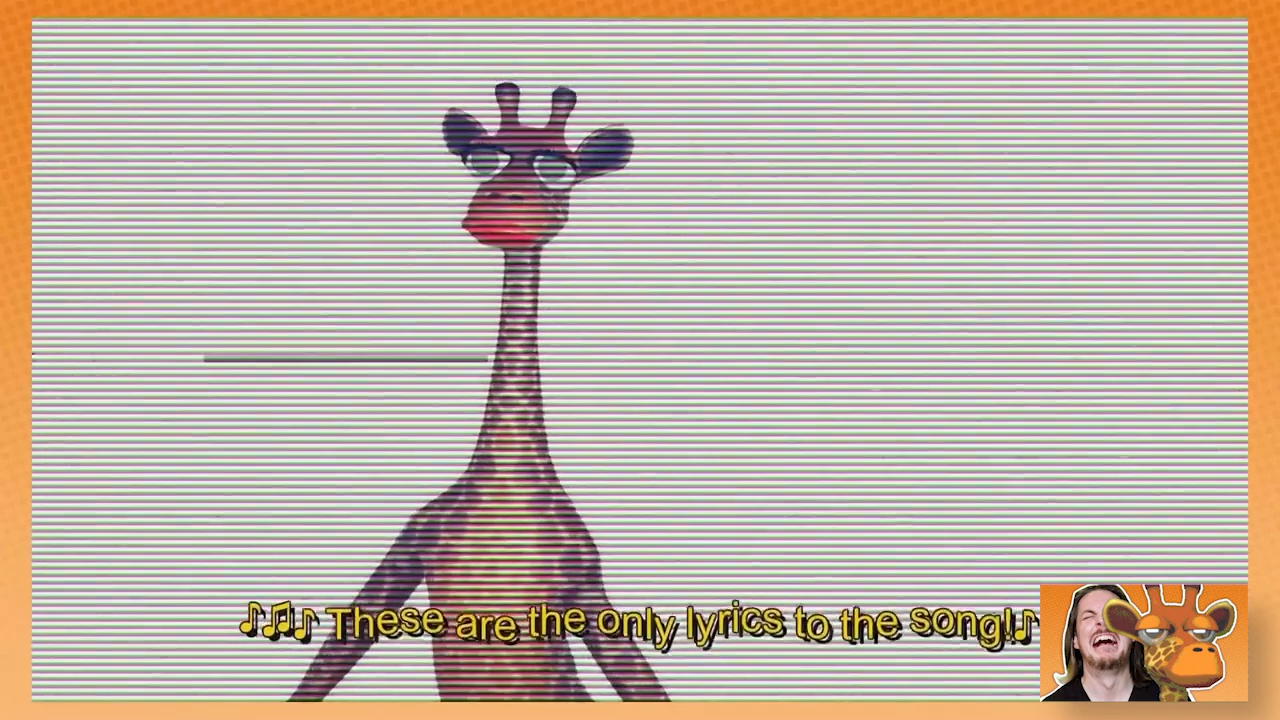 ♪♫♪ These are the only lyrics to the song!♪